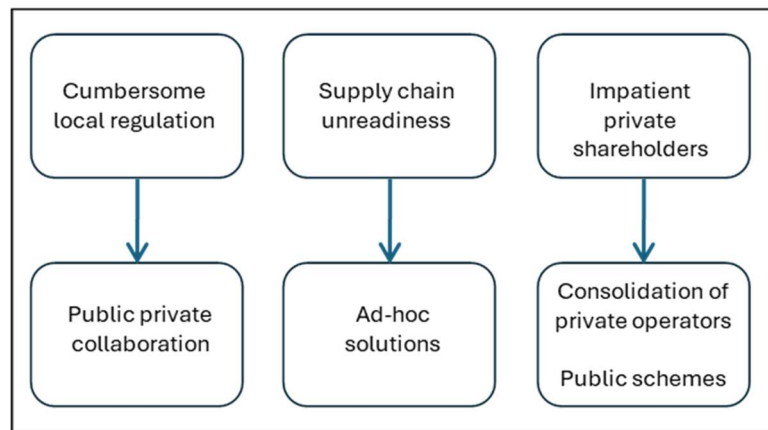 Cumbersome
local regulation
Supply chain
unreadiness
Impatient
private
shareholders
Public private
collaboration
Ad-hoc
solutions
Consolidation of
private operators
Public schemes